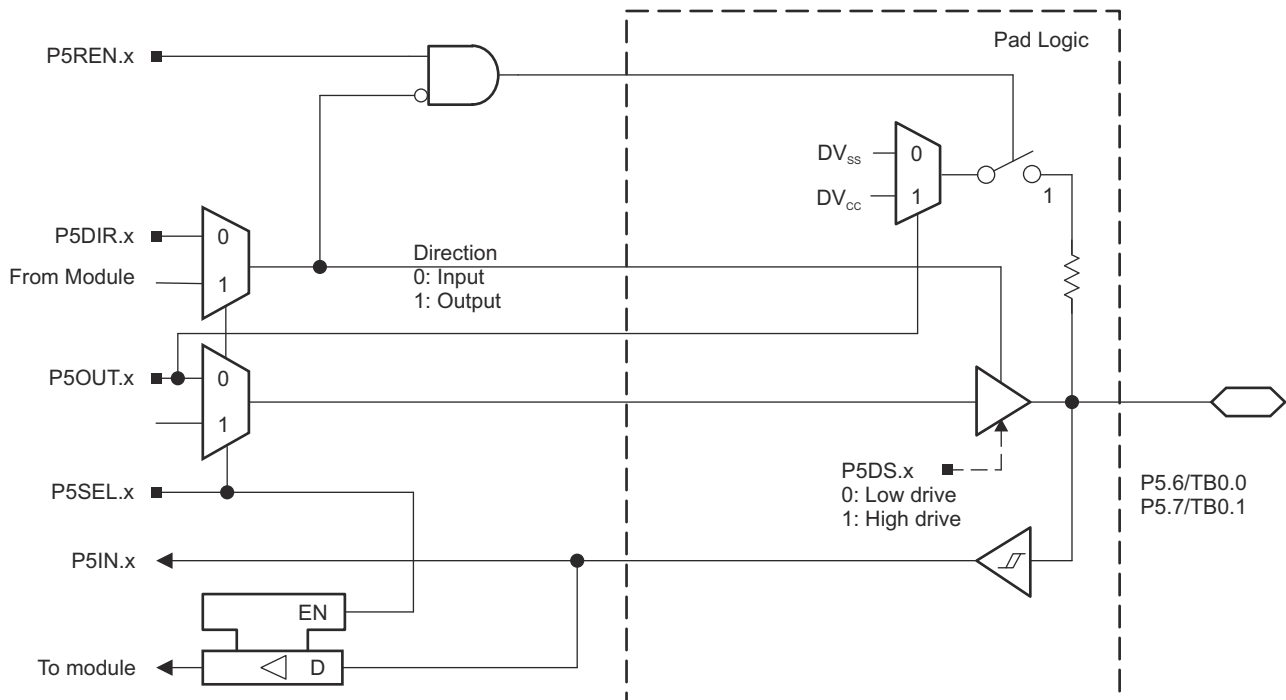 Pad Logic
P5REN.x
DVSS
0
DVCC
1
1
P5DIR.x
0
From Module
1
Direction
0: Input
1: Output
P5OUT.x
0
1
P5DS.x
0: Low drive
1: High drive
P5.6/TB0.0
P5.7/TB0.1
P5SEL.x
P5IN.x
EN
To module
D